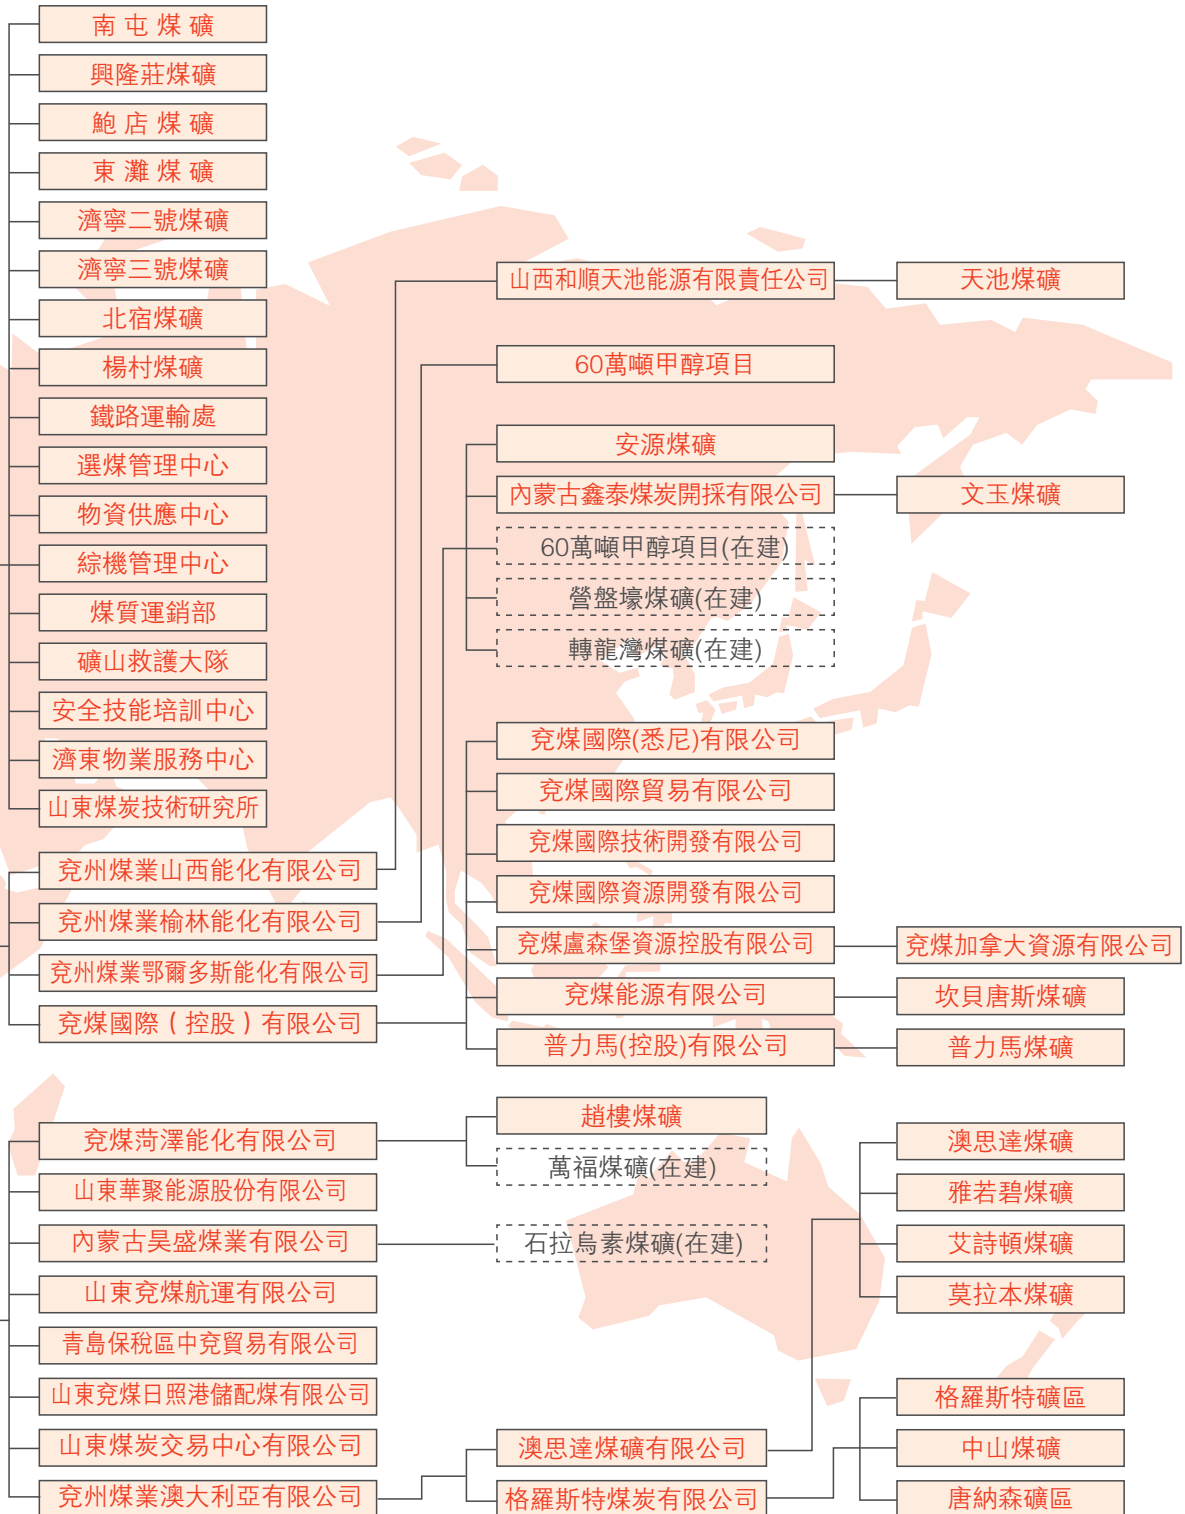 南屯煤礦
興隆莊煤礦
鮑店煤礦
東灘煤礦
濟寧二號煤礦
濟寧三號煤礦
北宿煤礦
楊村煤礦
鐵路運輸處
選煤管理中心
物資供應中心
綜機管理中心
煤質運銷部
礦山救護大隊
安全技能培訓中心
濟東物業服務中心
山東煤炭技術研究所
兗州煤業山西能化有限公司
兗州煤業榆林能化有限公司
兗州煤業鄂爾多斯能化有限公司
兗煤國際（控股）有限公司
山西和順天池能源有限責任公司
天池煤礦
60萬噸甲醇項目
安源煤礦
內蒙古鑫泰煤炭開採有限公司
文玉煤礦
60萬噸甲醇項目(在建)
營盤壕煤礦(在建)
轉龍灣煤礦(在建)
兗煤國際(悉尼)有限公司
兗煤國際貿易有限公司
兗煤國際技術開發有限公司
兗煤國際資源開發有限公司
兗煤盧森堡資源控股有限公司
兗煤加拿大資源有限公司
兗煤能源有限公司
坎貝唐斯煤礦
普力馬(控股)有限公司
普力馬煤礦
兗煤菏澤能化有限公司
山東華聚能源股份有限公司
內蒙古昊盛煤業有限公司
山東兗煤航運有限公司
青島保稅區中兗貿易有限公司
山東兗煤日照港儲配煤有限公司
山東煤炭交易中心有限公司
兗州煤業澳大利亞有限公司
趙樓煤礦
萬福煤礦(在建)
石拉烏素煤礦(在建)
澳思達煤礦有限公司
格羅斯特煤炭有限公司
澳思達煤礦
雅若碧煤礦
艾詩頓煤礦
莫拉本煤礦
格羅斯特礦區
中山煤礦
唐納森礦區